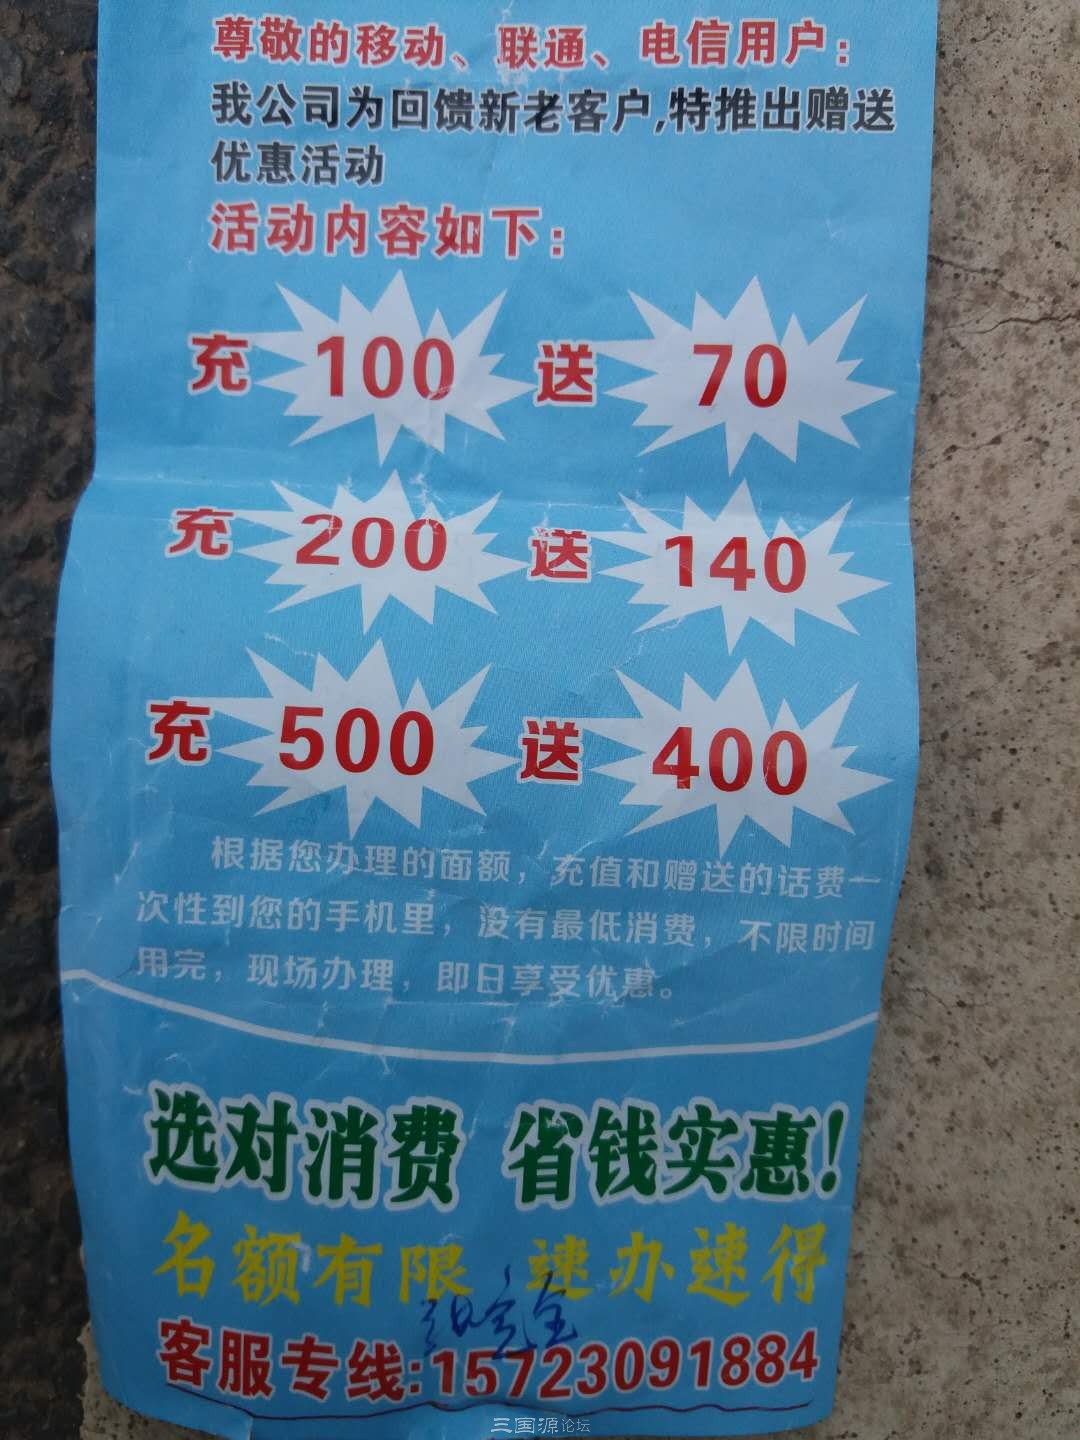 尊敬的移动、联通、电信用户：
我公司为回馈新老客户,特推出赠送
优惠活动
活动内容如下：
充 100 送 70
充 200 送 140
充 500 送 400
根据您办理的面额，充值和赠送的话费一
次性到您的手机里，没有最低消费，不限时间
用完，现场办理，即日享受优惠。
选对消费 省钱实惠!
名额有限 速办速得
客服专线:15723091884
三国源论坛